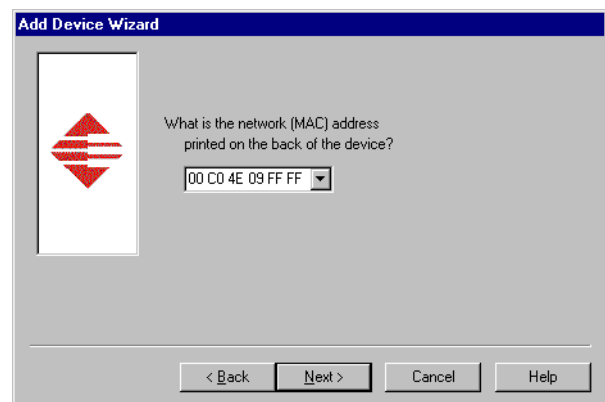 Add Device Wizard
What is the network (MAC) address
printed on the back of the device?
00 C0 4E 09 FF FF
< Back
Next >
Cancel
Help